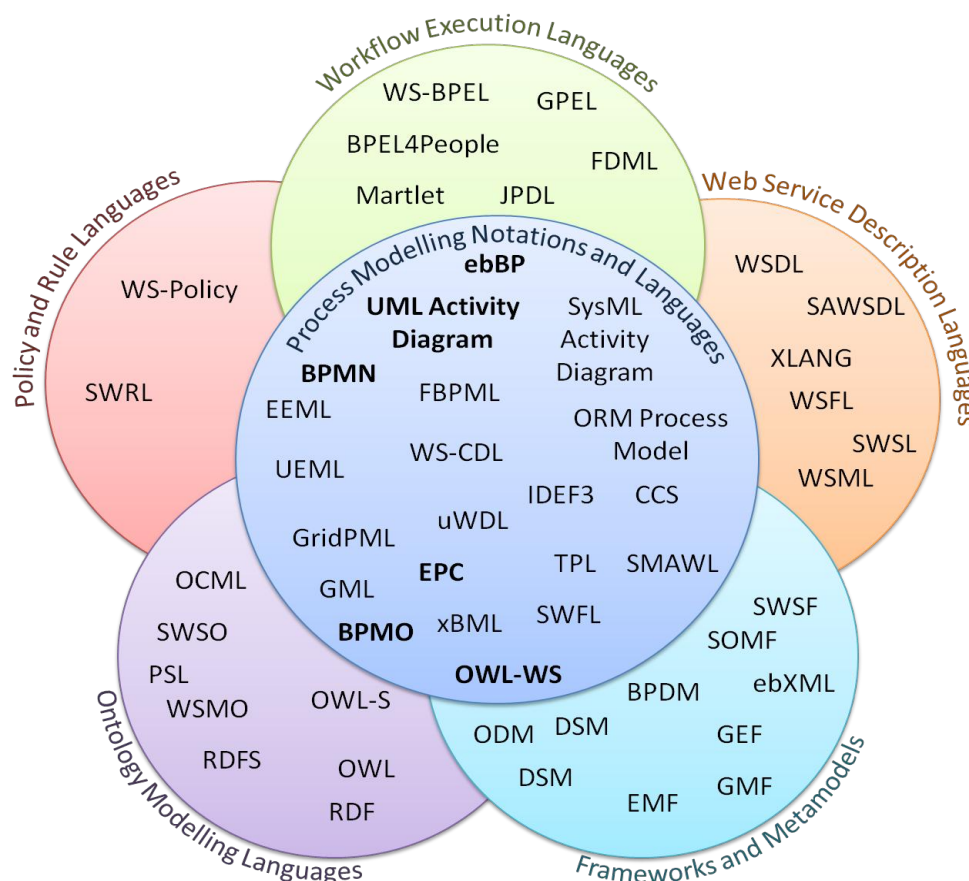 Workflow Execution Languages
WS-BPEL
GPEL
BPEL4People
FDML
Martlet
JPDL
Policy and Rule Languages
WS-Policy
SWRL
Web Service Description Languages
WSDL
SAWSDL
XLANG
WSFL
SWSL
WSML
Process Modelling Notations and Languages
ebBP
UML Activity
Diagram
SysML
Activity
Diagram
BPMN
FBPML
EEML
ORM Process
Model
WS-CDL
UEML
IDEF3
CCS
uWDL
GridPML
EPC
TPL
SMAWL
GML
xBML
SWFL
BPMO
OWL-WS
Ontology Modelling Languages
OCML
SWSO
PSL
WSMO
OWL-S
RDFS
OWL
RDF
Frameworks and Metamodels
SWSF
SOMF
BPDM
ebXML
ODM
DSM
GEF
DSM
EMF
GMF